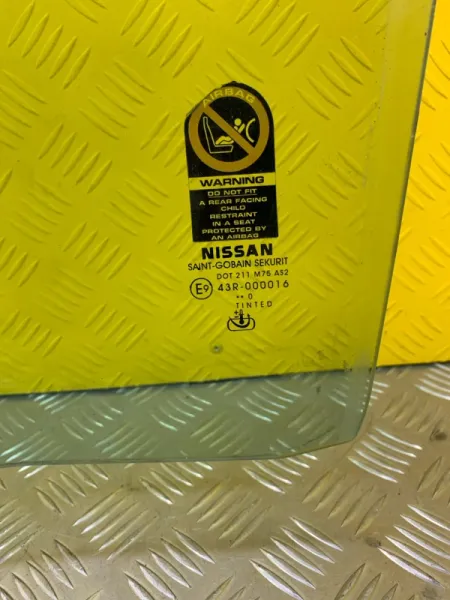 AIRBAG
WARNING
DO NOT FIT
A REAR FACING
CHILD
RESTRAINT
IN A SEAT
PROTECTED BY
AN AIRBAG
NISSAN
SAINT-GOBAIN SEKURIT
DOT 211 M75 AS2
E9 43R-000016
•• 0
TINTED